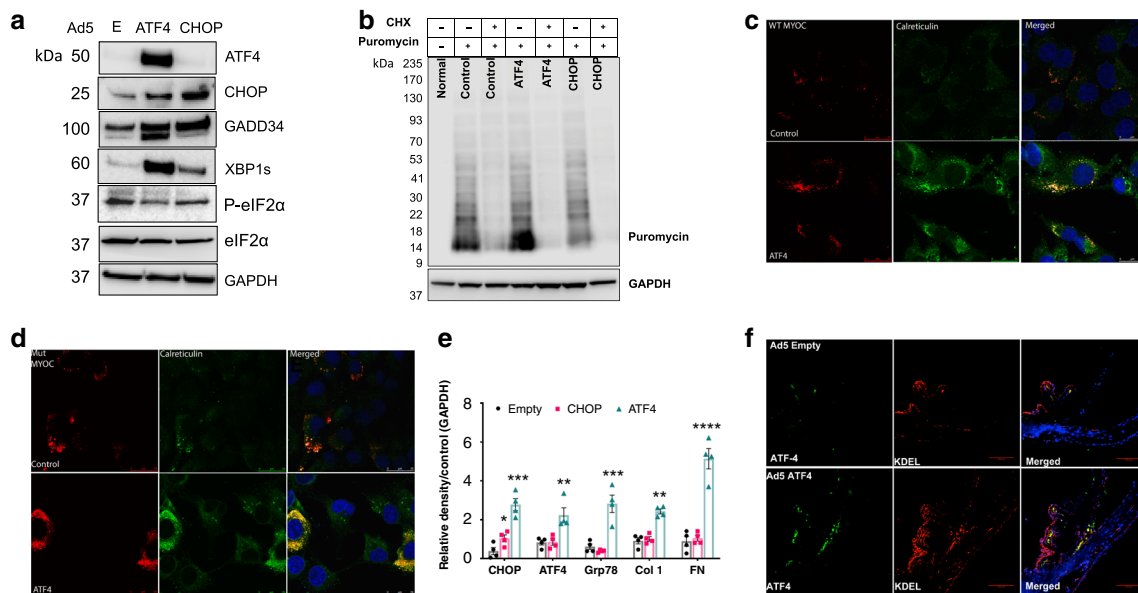 a
Ad5 E ATF4 CHOP
kDa 50 ATF4
25 CHOP
100 GADD34
60 XBP1s
37 P-eIF2α
37 eIF2α
37 GAPDH
b
CHX - - + - + - +
Puromycin - + + + + + +
kDa Normal Control Control ATF4 ATF4 CHOP CHOP
235
170
130
93
70
53
41
30
22
18
14
9
Puromycin
37
GAPDH
c
WT MYOC Calreticulin Merged
Control
ATF4
d
Mut MYOC Calreticulin Merged
Control
ATF4
e
Relative density/control (GAPDH)
Empty CHOP ATF4
8
6
4
2
0
* *** ** *** ** ****
CHOP ATF4 Grp78 Col 1 FN
f
Ad5 Empty
ATF-4 KDEL Merged
Ad5 ATF4
ATF4 KDEL Merged